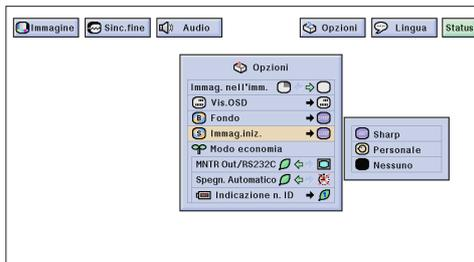 Immagine Sinc.fine Audio Opzioni Lingua Status
Opzioni
Immag. nell'imm.
Vis.OSD
B Fondo
S Immag.iniz.
Modo economia
MNTR Out/RS232C
Spegn. Automatico
Indicazione n. ID
Sharp
Personale
Nessuno